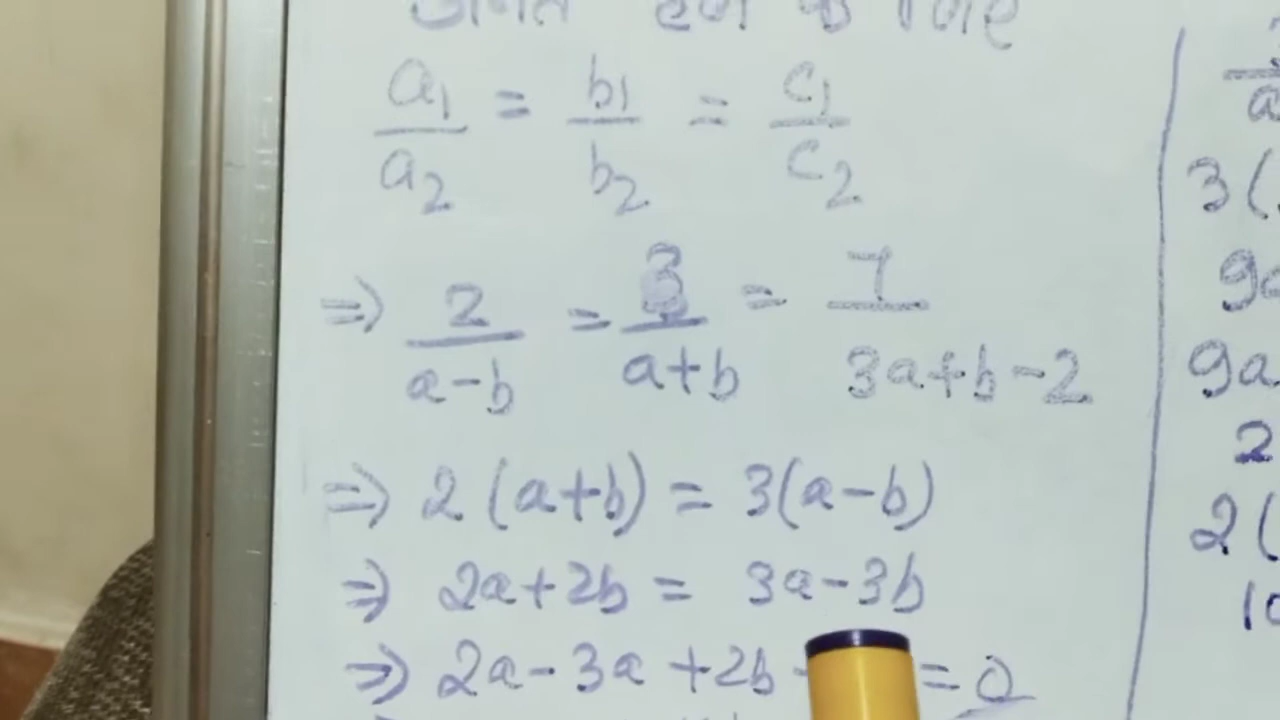 a1/a2 = b1/b2 = c1/c2
⇒ 2/(a-b) = 3/(a+b) = 7/(3a+b-2)
⇒ 2(a+b) = 3(a-b)
⇒ 2a+2b = 3a-3b
⇒ 2a-3a+2b = 0
3(
9a
2
2(
10